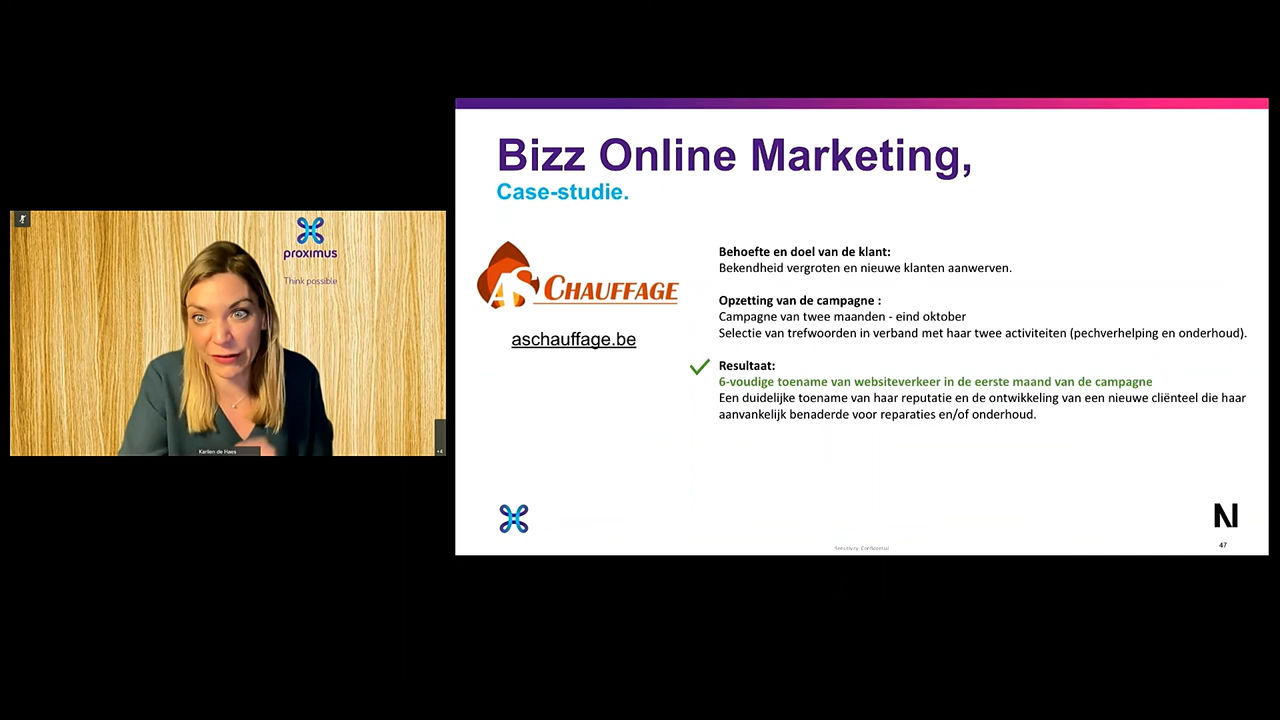 proximus
Think possible
Karlien de Haes
+4
Bizz Online Marketing,
Case-studie.
AS CHAUFFAGE
aschauffage.be
Behoefte en doel van de klant:
Bekendheid vergroten en nieuwe klanten aanwerven.
Opzetting van de campagne :
Campagne van twee maanden - eind oktober
Selectie van trefwoorden in verband met haar twee activiteiten (pechverhelping en onderhoud).
Resultaat:
6-voudige toename van websiteverkeer in de eerste maand van de campagne
Een duidelijke toename van haar reputatie en de ontwikkeling van een nieuwe cliënteel die haar
aanvankelijk benaderde voor reparaties en/of onderhoud.
N
Sensitivity: Confidential
47